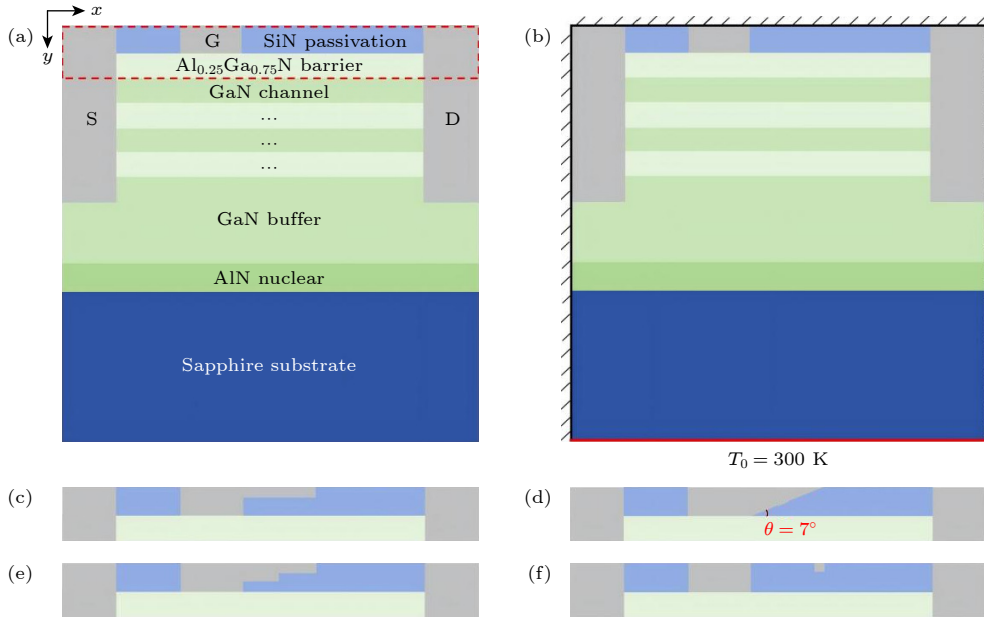 (a)
x
y
G
SiN passivation
Al0.25Ga0.75N barrier
GaN channel
S
...
D
...
...
GaN buffer
AlN nuclear
Sapphire substrate
(b)
T0 = 300 K
(c)
(d)
θ = 7°
(e)
(f)